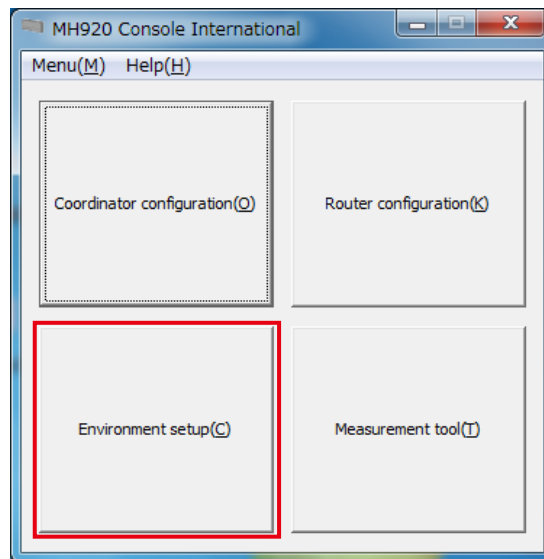 MH920 Console International
Menu(M) Help(H)
Coordinator configuration(O)
Router configuration(K)
Environment setup(C)
Measurement tool(T)